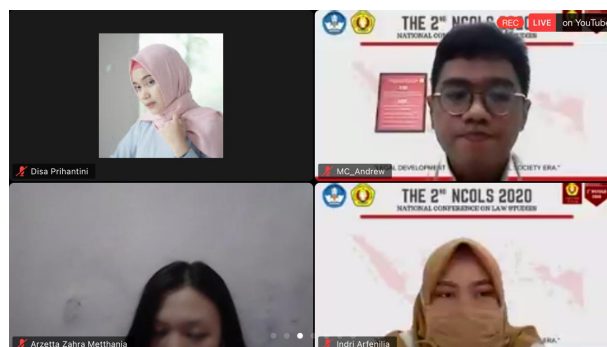 THE 2ND NCOLS 2020
REC LIVE on YouTube
NATIONAL CONFERENCE ON LAW STUDIES
Disa Prihantini
DEVELOPMENT
SOCIETY ERA."
MC_Andrew
THE 2ND NCOLS 2020
NATIONAL CONFERENCE ON LAW STUDIES
ERA."
Arzetta Zahra Metthania
Indri Arfenilia